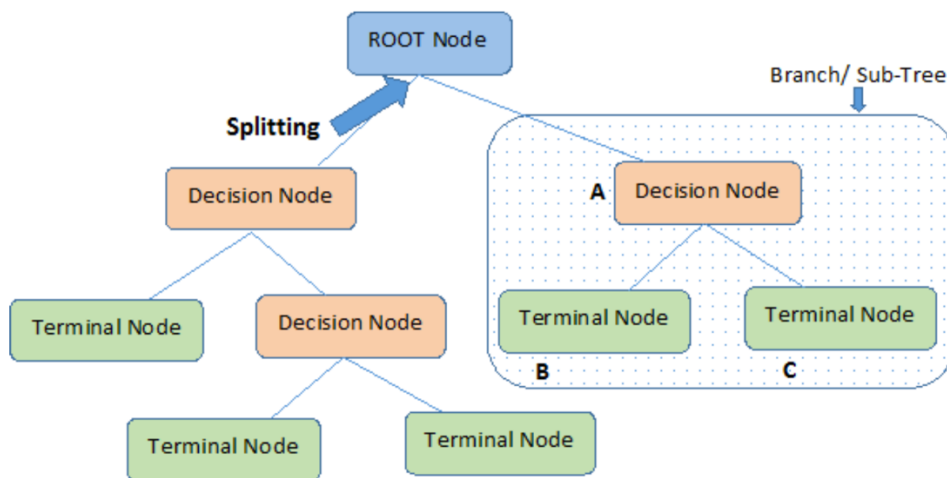 ROOT Node
Branch/ Sub-Tree
Splitting
Decision Node
A
Decision Node
Terminal Node
Decision Node
Terminal Node
Terminal Node
B
C
Terminal Node
Terminal Node